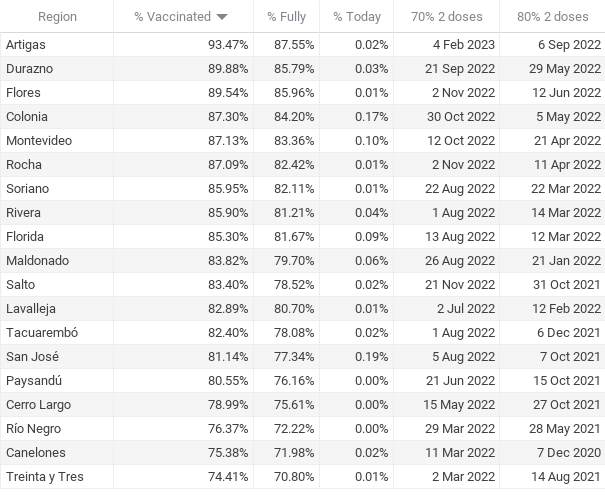 Region % Vaccinated % Fully % Today 70% 2 doses 80% 2 doses
Artigas 93.47% 87.55% 0.02% 4 Feb 2023 6 Sep 2022
Durazno 89.88% 85.79% 0.03% 21 Sep 2022 29 May 2022
Flores 89.54% 85.96% 0.01% 2 Nov 2022 12 Jun 2022
Colonia 87.30% 84.20% 0.17% 30 Oct 2022 5 May 2022
Montevideo 87.13% 83.36% 0.10% 12 Oct 2022 21 Apr 2022
Rocha 87.09% 82.42% 0.01% 2 Nov 2022 11 Apr 2022
Soriano 85.95% 82.11% 0.01% 22 Aug 2022 22 Mar 2022
Rivera 85.90% 81.21% 0.04% 1 Aug 2022 14 Mar 2022
Florida 85.30% 81.67% 0.09% 13 Aug 2022 12 Mar 2022
Maldonado 83.82% 79.70% 0.06% 26 Aug 2022 21 Jan 2022
Salto 83.40% 78.52% 0.02% 21 Nov 2022 31 Oct 2021
Lavalleja 82.89% 80.70% 0.01% 2 Jul 2022 12 Feb 2022
Tacuarembó 82.40% 78.08% 0.02% 1 Aug 2022 6 Dec 2021
San José 81.14% 77.34% 0.19% 5 Aug 2022 7 Oct 2021
Paysandú 80.55% 76.16% 0.00% 21 Jun 2022 15 Oct 2021
Cerro Largo 78.99% 75.61% 0.00% 15 May 2022 27 Oct 2021
Río Negro 76.37% 72.22% 0.00% 29 Mar 2022 28 May 2021
Canelones 75.38% 71.98% 0.02% 11 Mar 2022 7 Dec 2020
Treinta y Tres 74.41% 70.80% 0.01% 2 Mar 2022 14 Aug 2021